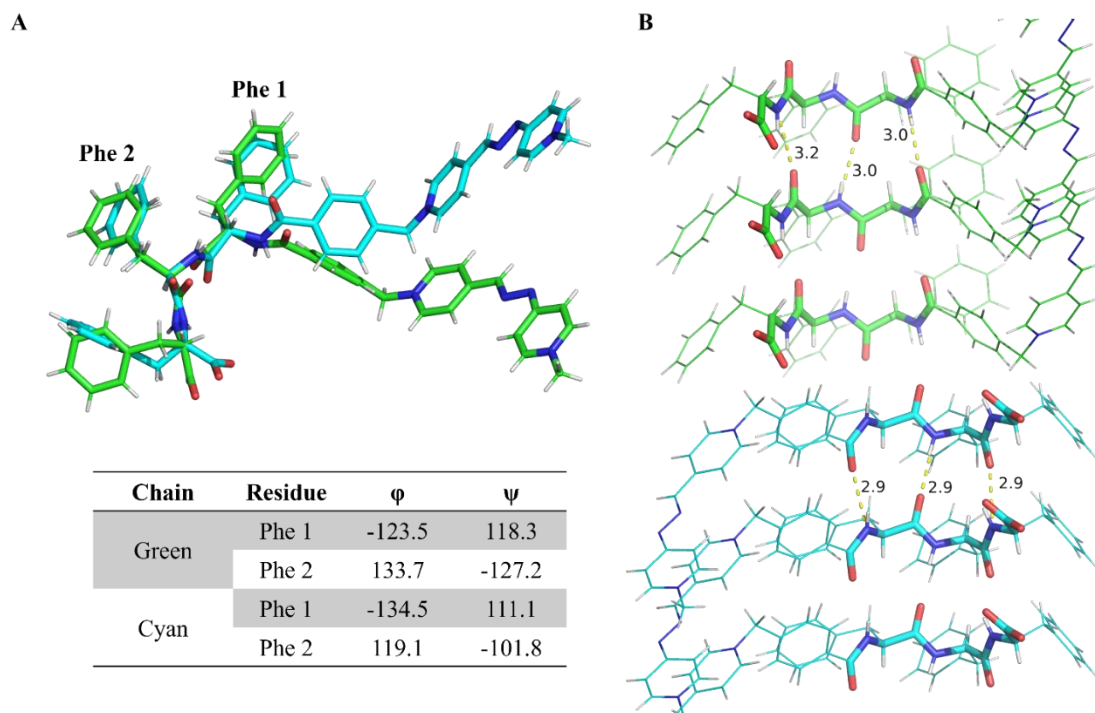 A
Phe 1
Phe 2
Chain Residue φ ψ
Green Phe 1 -123.5 118.3
Phe 2 133.7 -127.2
Cyan Phe 1 -134.5 111.1
Phe 2 119.1 -101.8
B
3.2
3.0
3.0
2.9
2.9
2.9